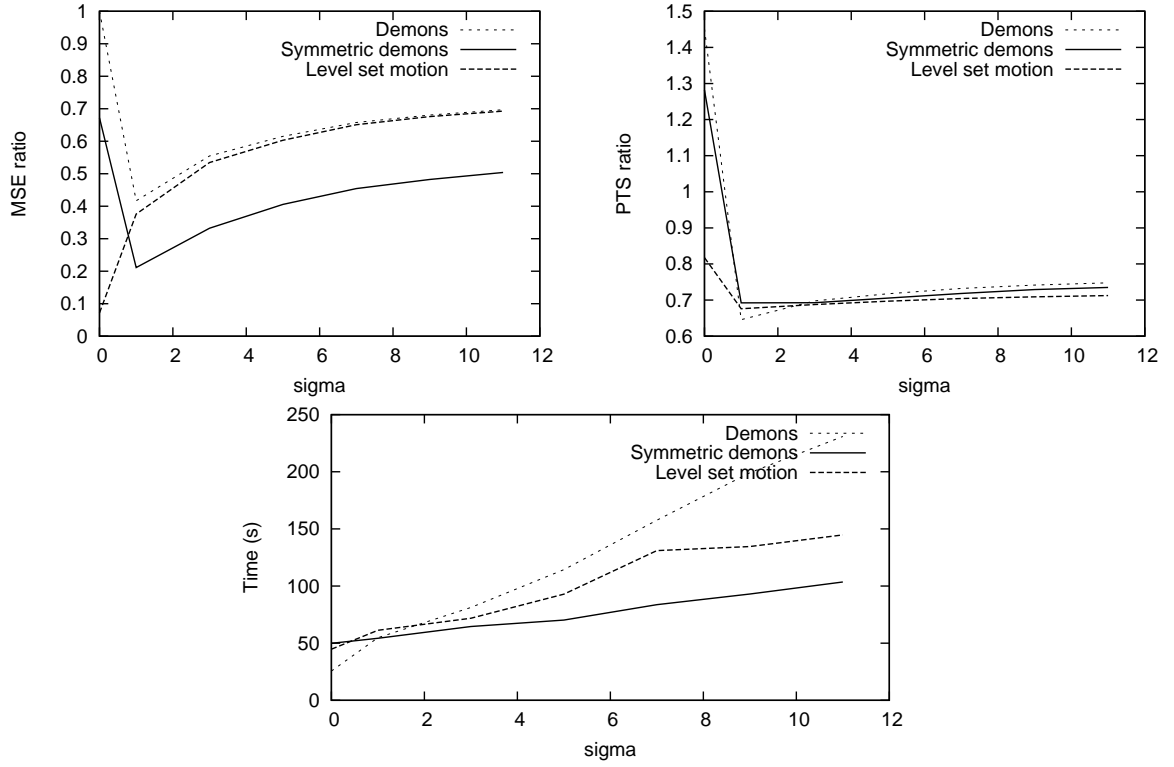 1
0.9
0.8
0.7
0.6
0.5
0.4
0.3
0.2
0.1
0
MSE ratio
0 2 4 6 8 10 12
sigma
Demons
Symmetric demons
Level set motion
1.5
1.4
1.3
1.2
1.1
1
0.9
0.8
0.7
0.6
PTS ratio
0 2 4 6 8 10 12
sigma
Demons
Symmetric demons
Level set motion
250
200
150
100
50
0
Time (s)
0 2 4 6 8 10 12
sigma
Demons
Symmetric demons
Level set motion